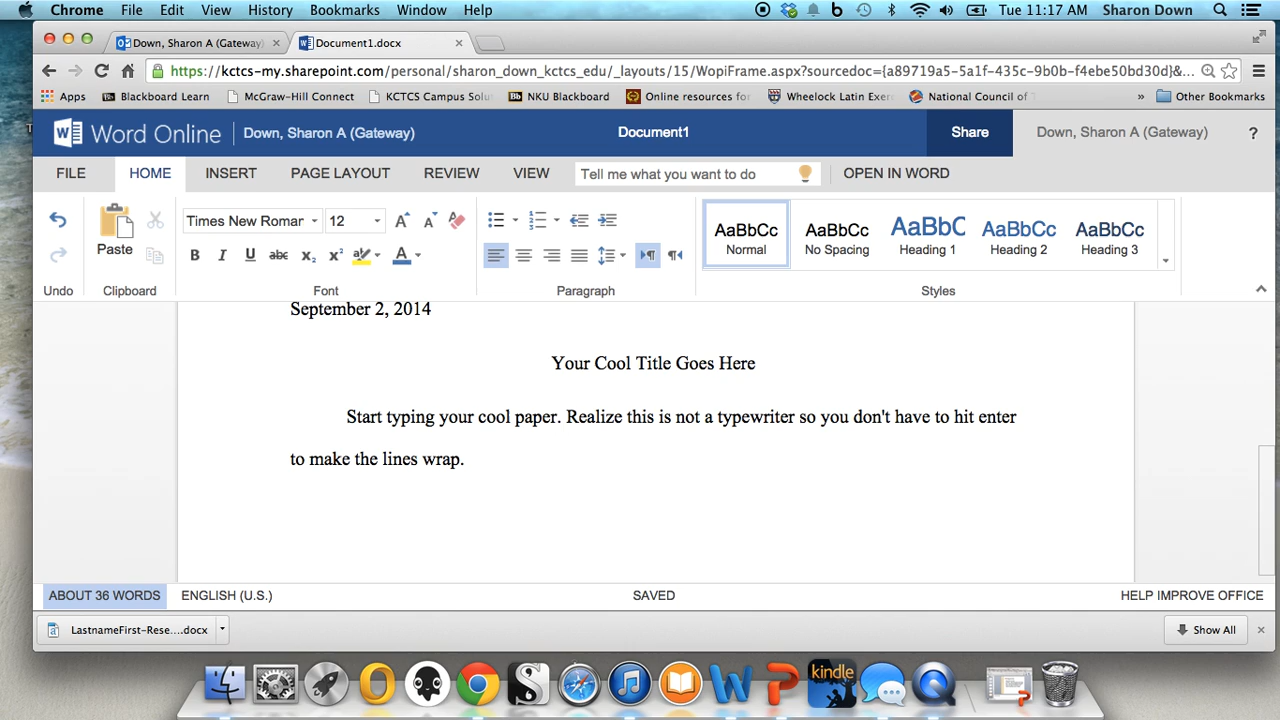 Chrome File Edit View History Bookmarks Window Help Tue 11:17 AM Sharon Down
Down, Sharon A (Gateway) Document1.docx
https://kctcs-my.sharepoint.com/personal/sharon_down_kctcs_edu/_layouts/15/WopiFrame.aspx?sourcedoc={a89719a5-5a1f-435c-9b0b-f4ebe50bd30d}&...
Apps Blackboard Learn McGraw-Hill Connect KCTCS Campus Solu NKU Blackboard Online resources for Wheelock Latin Exer National Council of » Other Bookmarks
Word Online Down, Sharon A (Gateway) Document1 Share Down, Sharon A (Gateway) ?
FILE HOME INSERT PAGE LAYOUT REVIEW VIEW Tell me what you want to do OPEN IN WORD
Times New Romar 12
AaBbCc AaBbCc AaBbC AaBbCc AaBbCc
Paste
Normal No Spacing Heading 1 Heading 2 Heading 3
B I U abc x₂ x² aby A
Undo Clipboard Font Paragraph Styles
September 2, 2014
Your Cool Title Goes Here
Start typing your cool paper. Realize this is not a typewriter so you don't have to hit enter
to make the lines wrap.
ABOUT 36 WORDS ENGLISH (U.S.) SAVED HELP IMPROVE OFFICE
LastnameFirst-Rese....docx Show All
kindle